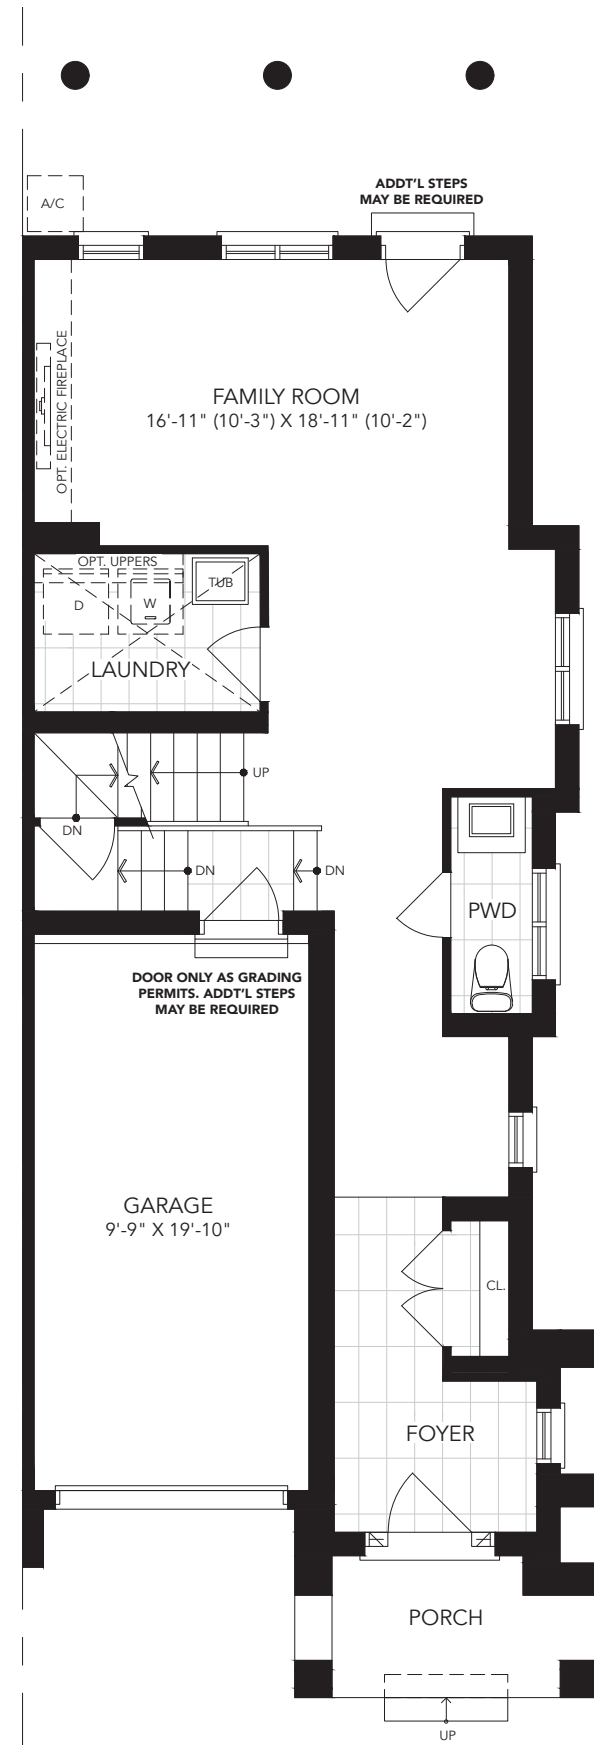 ADDT'L STEPS
MAY BE REQUIRED
A/C
OPT. ELECTRIC FIREPLACE
FAMILY ROOM
16'-11" (10'-3") X 18'-11" (10'-2")
OPT. UPPERS
D
W
TUB
LAUNDRY
UP
DN
DN
DN
PWD
DOOR ONLY AS GRADING
PERMITS. ADDT'L STEPS
MAY BE REQUIRED
GARAGE
9'-9" X 19'-10"
CL.
FOYER
PORCH
UP